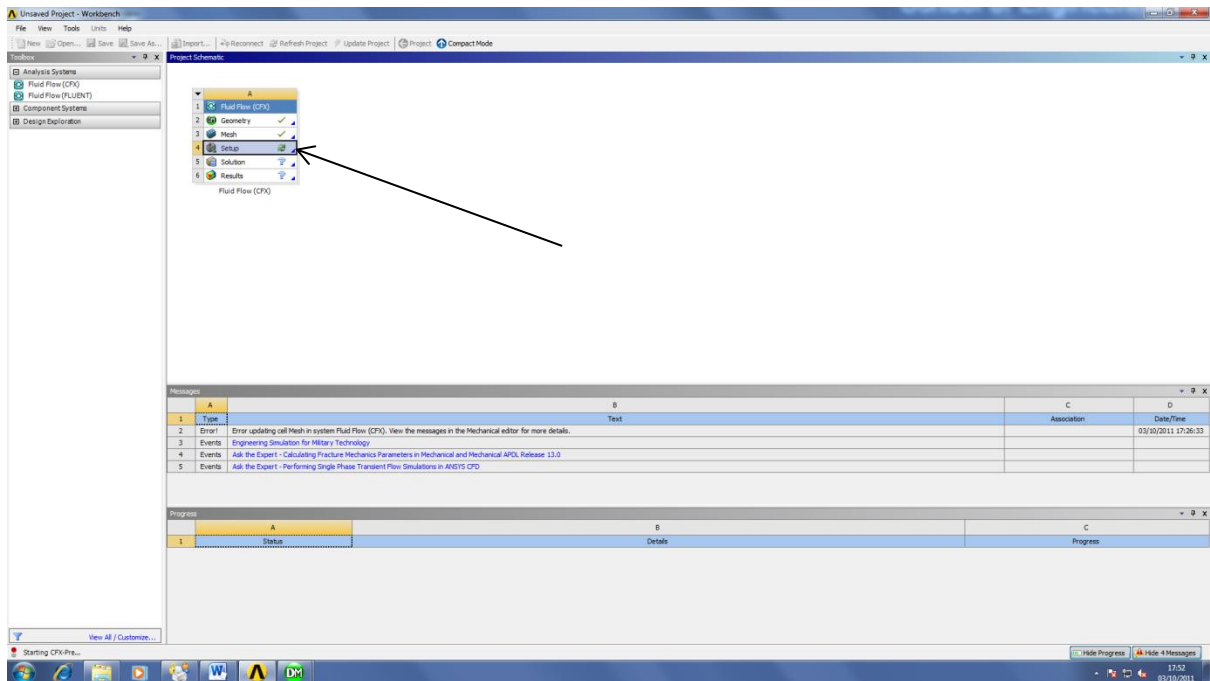 Unsaved Project - Workbench
File View Tools Units Help
New Open... Save Save As... Import... Reconnect Refresh Project Update Project Project Compact Mode
Toolbox
Project Schematic
Analysis Systems
Fluid Flow (CFX)
Fluid Flow (FLUENT)
Component Systems
Design Exploration
A
1 Fluid Flow (CFX)
2 Geometry
3 Mesh
4 Setup
5 Solution
6 Results
Fluid Flow (CFX)
Messages
A B C D
1 Type Text Association Date/Time
2 Error! Error updating cell Mesh in system Fluid Flow (CFX). View the messages in the Mechanical editor for more details. 03/10/2011 17:26:33
3 Events Engineering Simulation for Military Technology
4 Events Ask the Expert - Calculating Fracture Mechanics Parameters in Mechanical and Mechanical APDL Release 13.0
5 Events Ask the Expert - Performing Single Phase Transient Flow Simulations in ANSYS CFD
Progress
A B C
1 Status Details Progress
View All / Customize...
Starting CFX-Pre...
Hide Progress Hide 4 Messages
W DM
17:52
03/10/2011